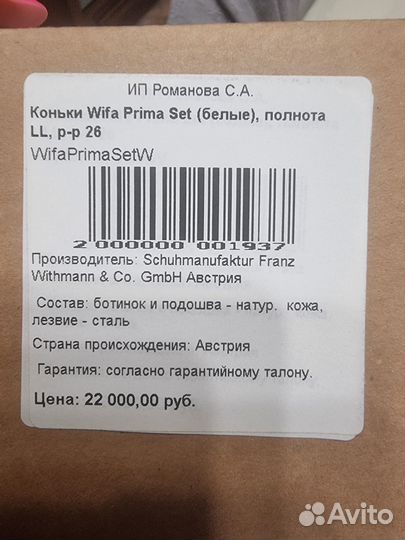 ИП Романова С.А.
Коньки Wifa Prima Set (белые), полнота
LL, р-р 26
WifaPrimaSetW
2 000000 001937
Производитель: Schuhmanufaktur Franz
Withmann & Co. GmbH Австрия
Состав: ботинок и подошва - натур. кожа,
лезвие - сталь
Страна происхождения: Австрия
Гарантия: согласно гарантийному талону.
Цена: 22 000,00 руб.
Avito